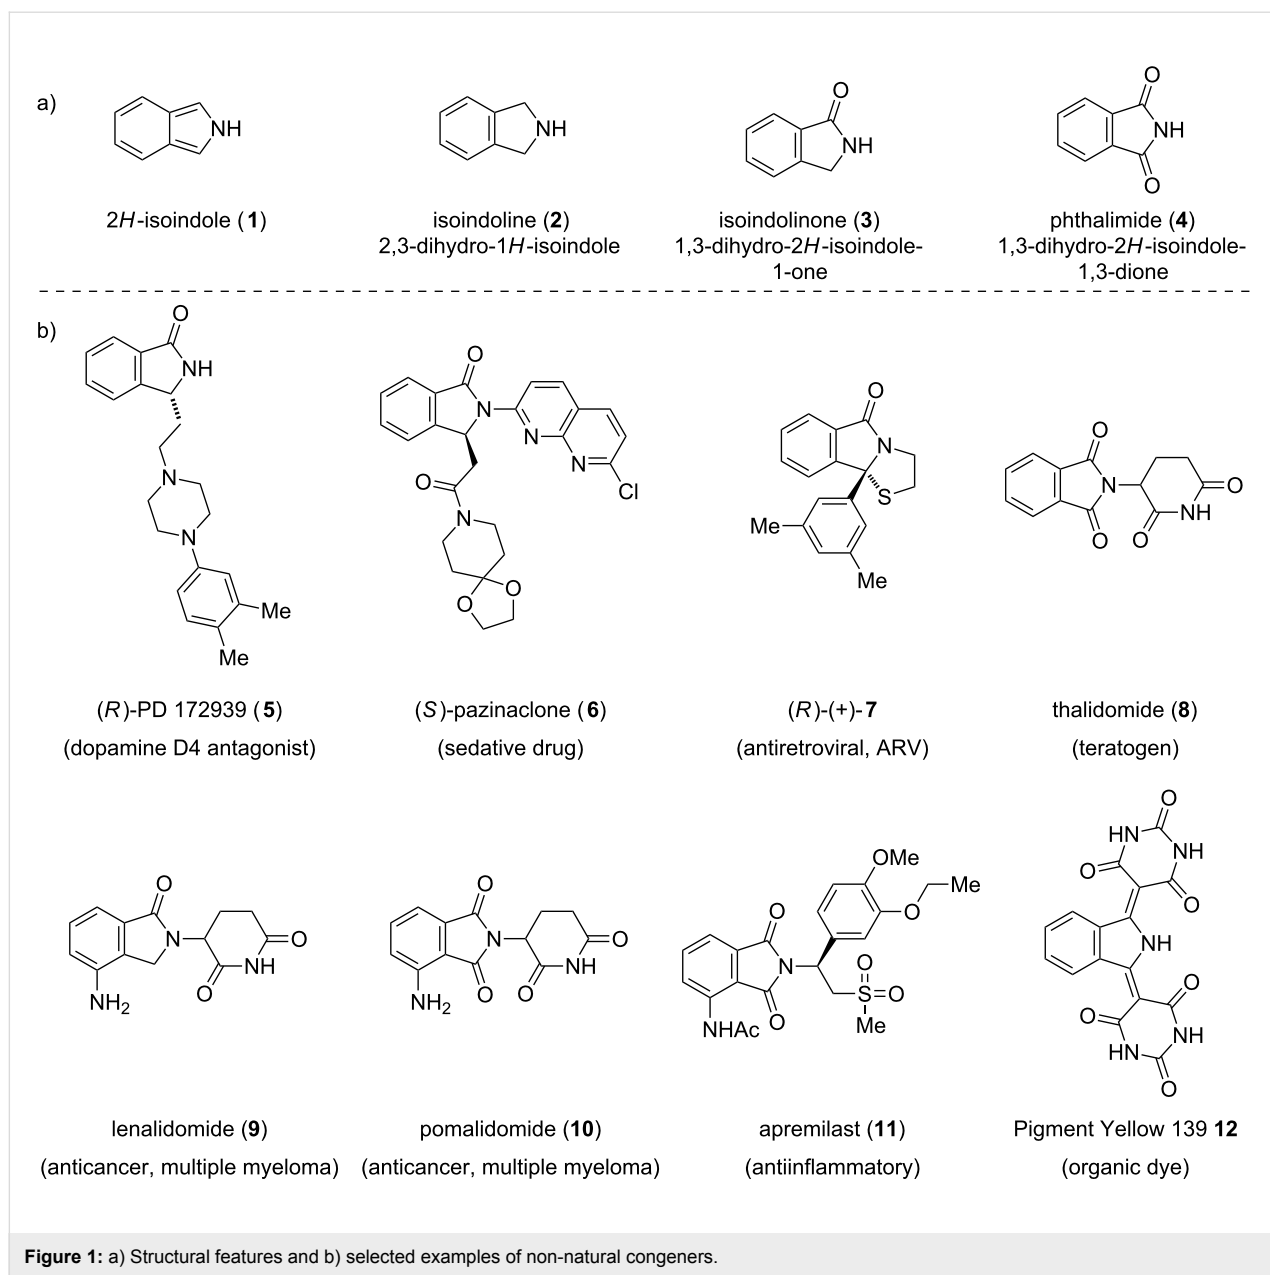 a)
NH
NH
O
NH
O
NH
O
2H-isoindole (1)
isoindoline (2)
2,3-dihydro-1H-isoindole
isoindolinone (3)
1,3-dihydro-2H-isoindole-
1-one
phthalimide (4)
1,3-dihydro-2H-isoindole-
1,3-dione
b)
O
NH
N
N
Me
Me
O
N
N
N
Cl
O
N
O
O
O
N
S
Me
Me
O
N
O
O
NH
O
(R)-PD 172939 (5)
(dopamine D4 antagonist)
(S)-pazinaclone (6)
(sedative drug)
(R)-(+)-7
(antiretroviral, ARV)
thalidomide (8)
(teratogen)
O
N
O
NH
O
NH2
O
N
O
O
NH
O
NH2
OMe
O
Me
O
N
O
O
S
O
Me
NHAc
O
HN
NH
O
O
NH
O
O
HN
NH
O
lenalidomide (9)
(anticancer, multiple myeloma)
pomalidomide (10)
(anticancer, multiple myeloma)
apremilast (11)
(antiinflammatory)
Pigment Yellow 139 12
(organic dye)
Figure 1: a) Structural features and b) selected examples of non-natural congeners.